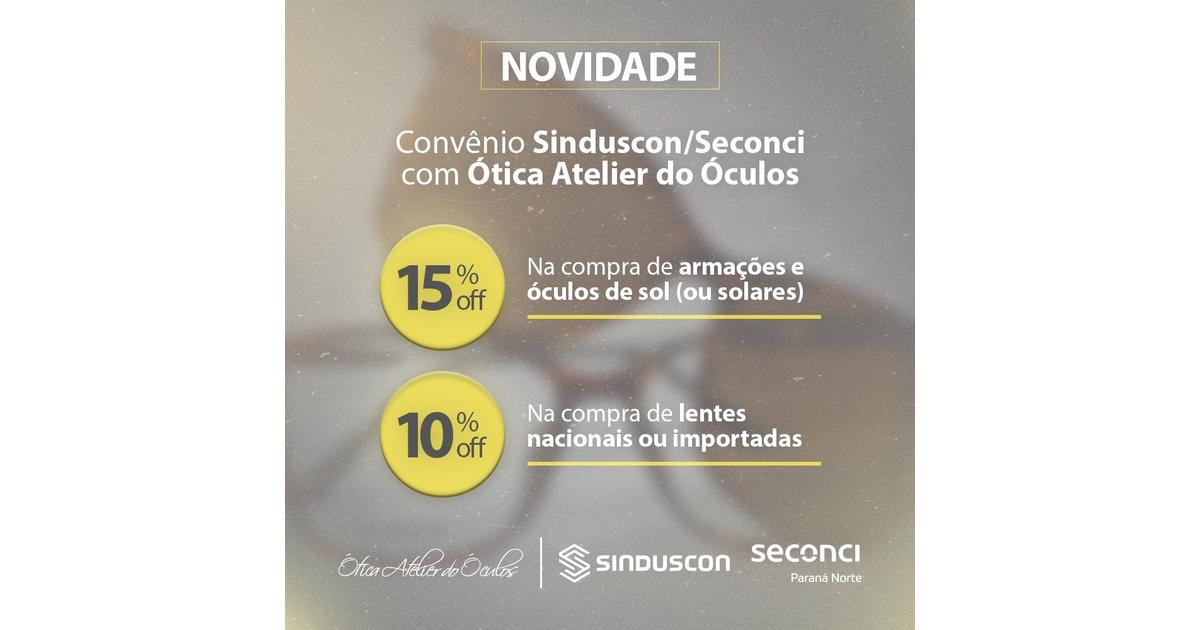 NOVIDADE
Convênio Sinduscon/Seconci
com Ótica Atelier do Óculos
15% off
Na compra de armações e
óculos de sol (ou solares)
10% off
Na compra de lentes
nacionais ou importadas
Ótica Atelier do Óculos
SINDUSCON
seconci
Paraná Norte